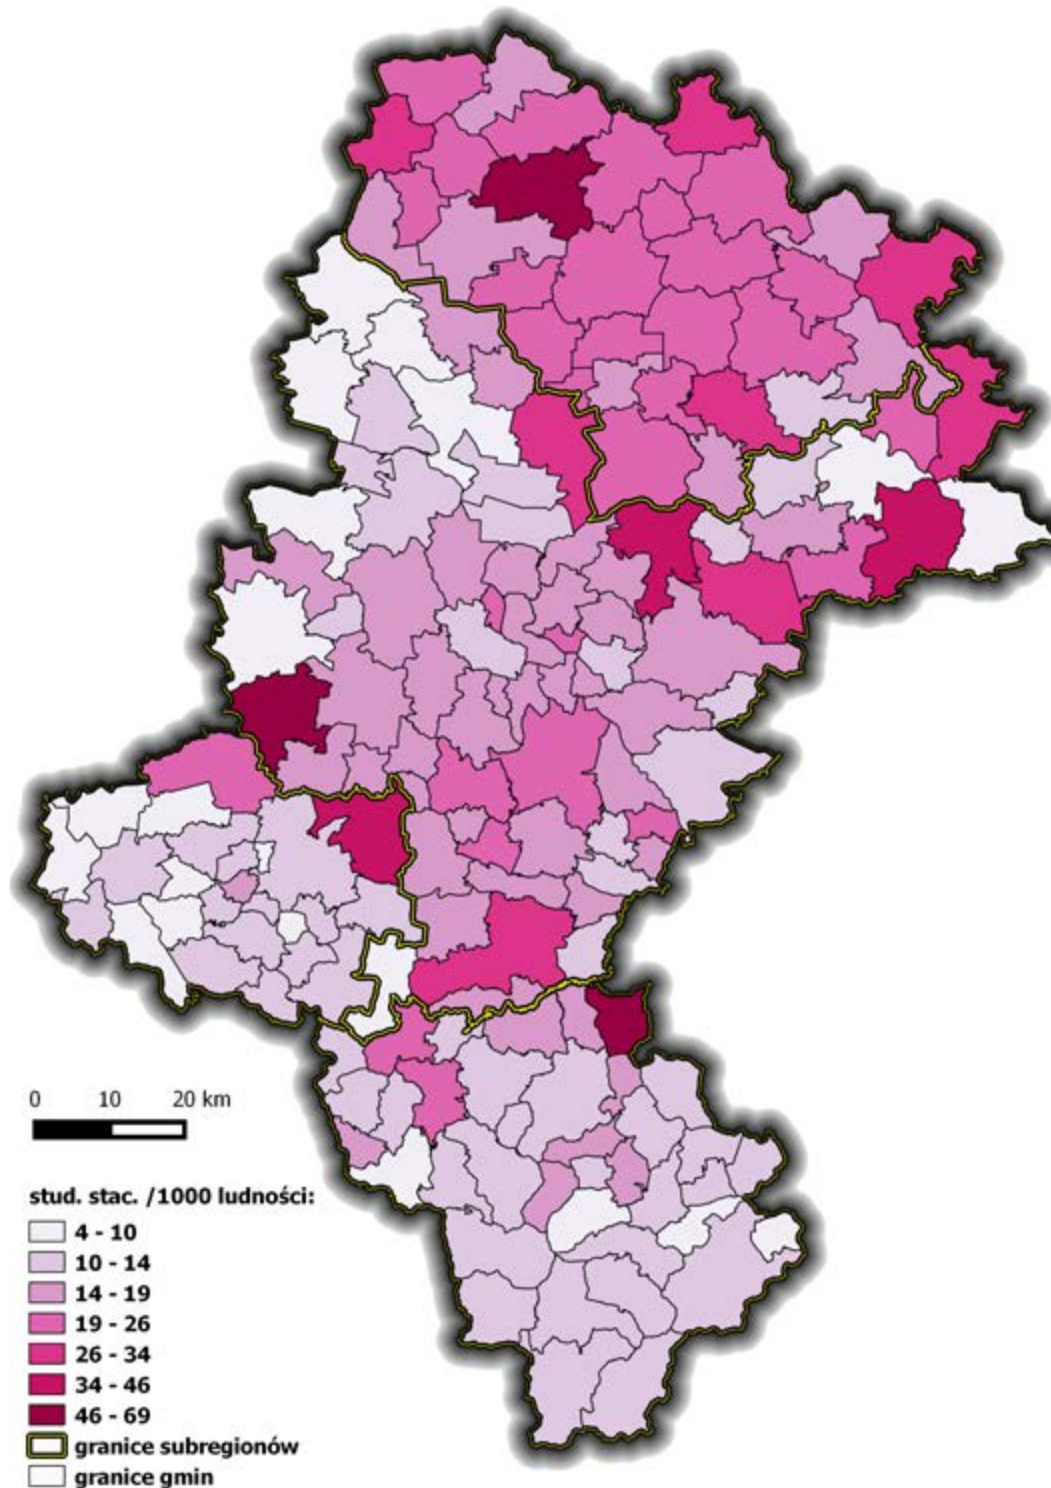 0 10 20 km
stud. stac. /1000 ludności:
4 - 10
10 - 14
14 - 19
19 - 26
26 - 34
34 - 46
46 - 69
granice subregionów
granice gmin